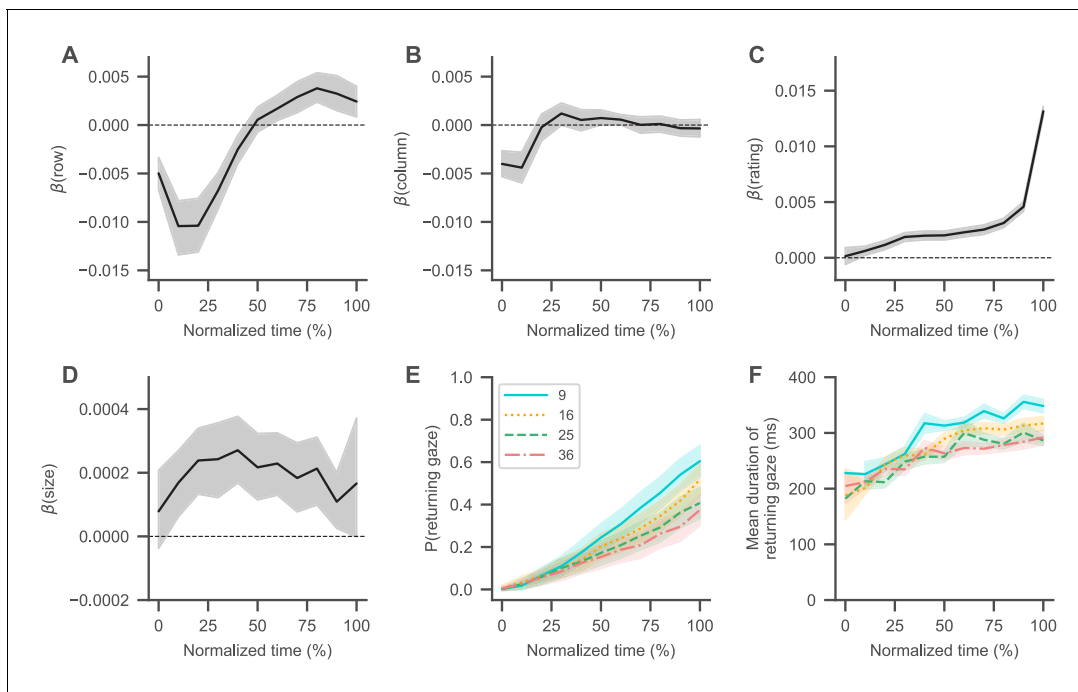 A
0.005
0.000
−0.005
−0.010
−0.015
β(row)
0 25 50 75 100
Normalized time (%)
B
0.005
0.000
−0.005
−0.010
−0.015
β(column)
0 25 50 75 100
Normalized time (%)
C
0.015
0.010
0.005
0.000
β(rating)
0 25 50 75 100
Normalized time (%)
D
0.0004
0.0002
0.0000
−0.0002
β(size)
0 25 50 75 100
Normalized time (%)
E
1.0
0.8
0.6
0.4
0.2
0.0
P(returning gaze)
9
16
25
36
0 25 50 75 100
Normalized time (%)
F
400
300
200
100
0
Mean duration of
returning gaze (ms)
0 25 50 75 100
Normalized time (%)